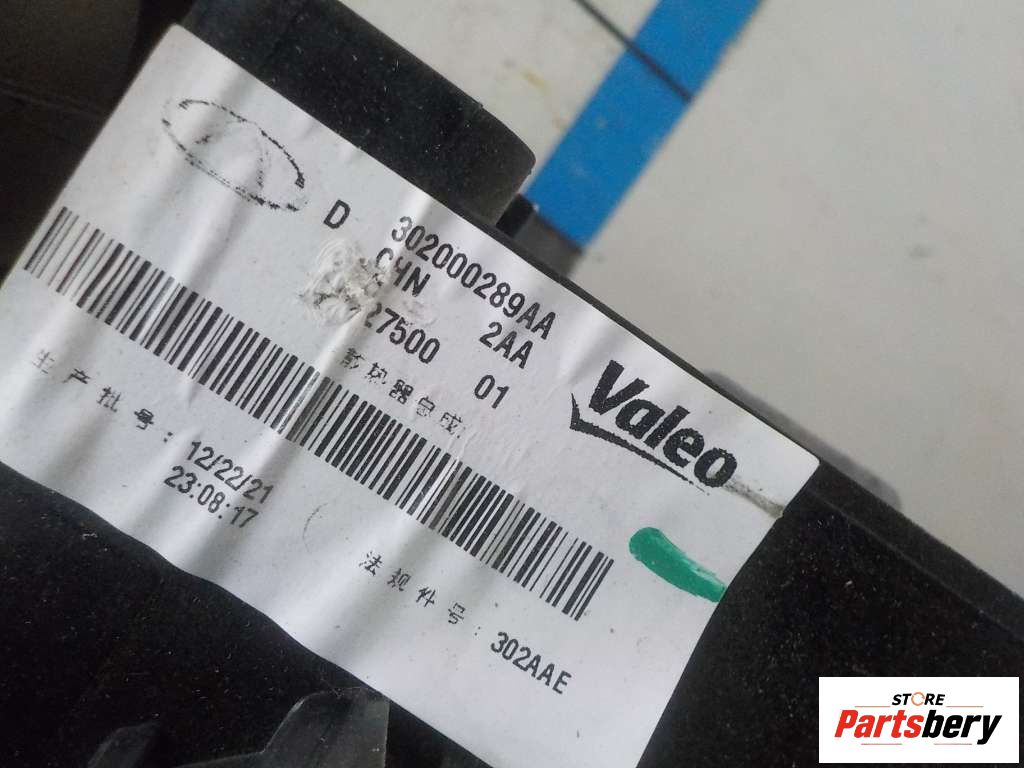 D 302000289AA
CHN 2AA
27500 01
散热器总成
Valeo
生产批号: 12/22/21
23:08:17
法规件号: 302AAE
STORE
Partsbery